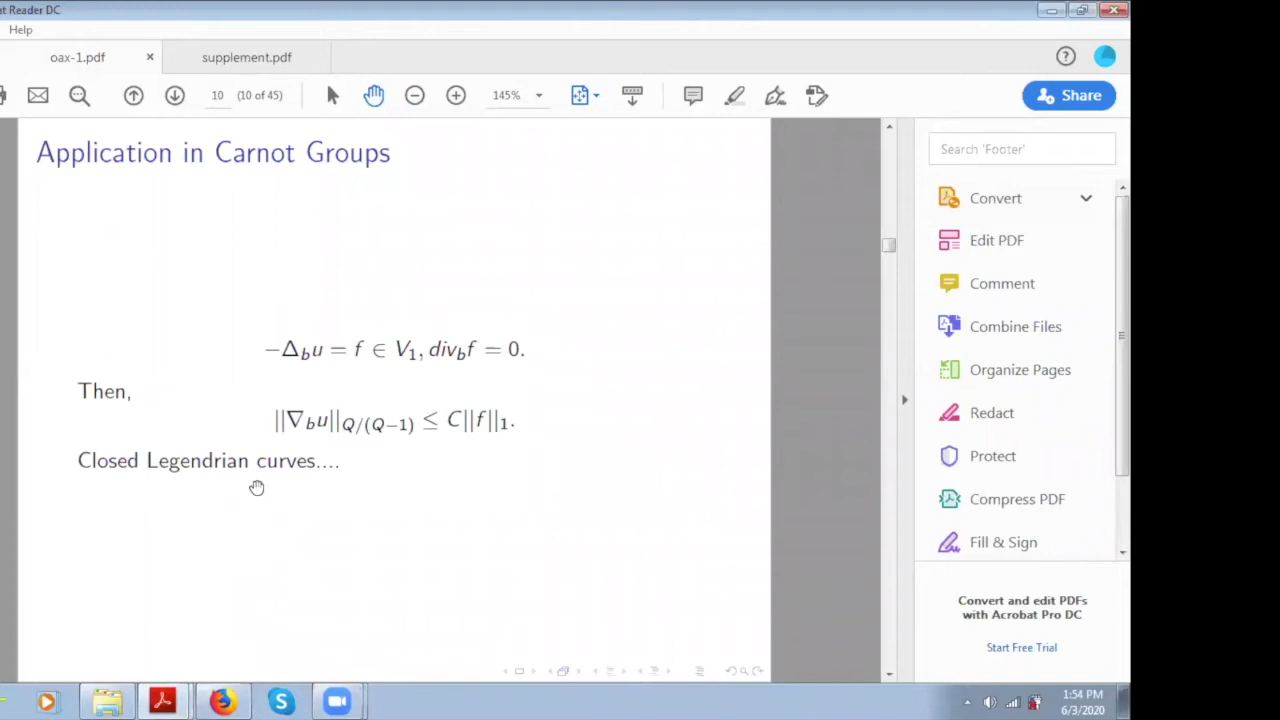 at Reader DC
Help
oax-1.pdf × supplement.pdf
10 (10 of 45) 145% Share
Application in Carnot Groups
−Δ_b u = f ∈ V_1, div_b f = 0.
Then,
||∇_b u||_{Q/(Q−1)} ≤ C||f||_1.
Closed Legendrian curves....
Search 'Footer'
Convert
Edit PDF
Comment
Combine Files
Organize Pages
Redact
Protect
Compress PDF
Fill & Sign
Convert and edit PDFs
with Acrobat Pro DC
Start Free Trial
1:54 PM
6/3/2020